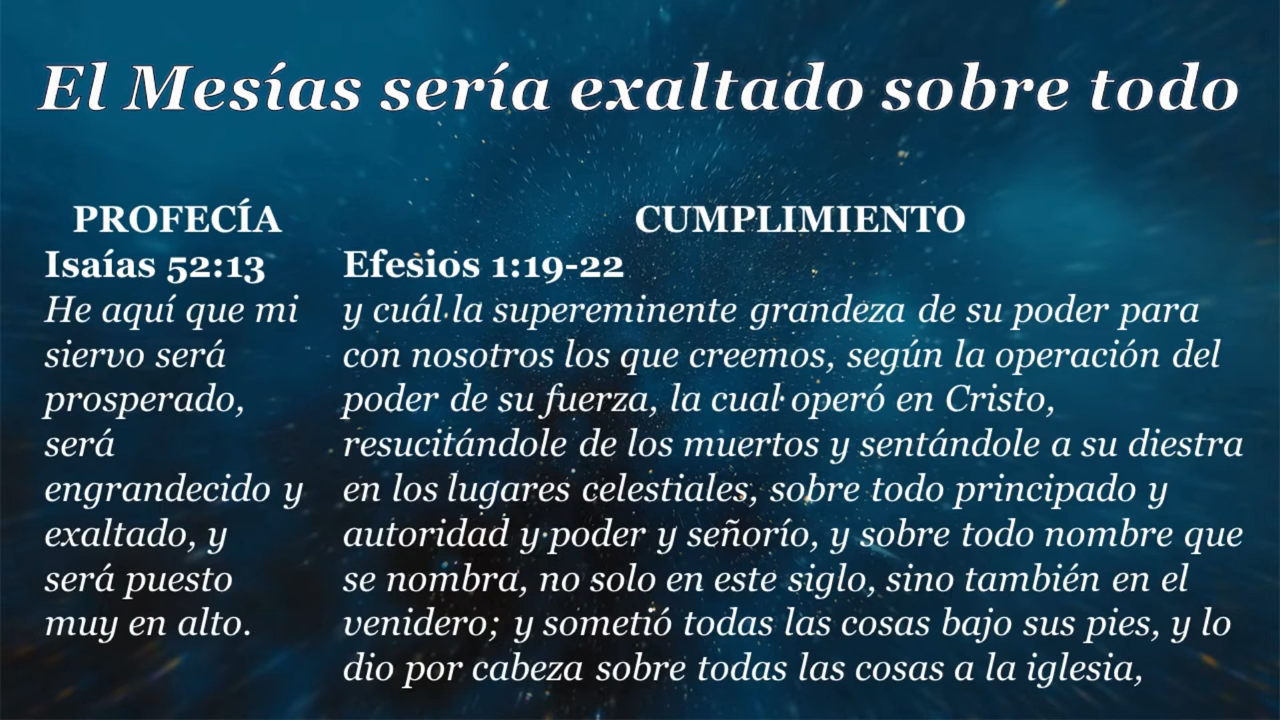 El Mesías sería exaltado sobre todo
PROFECÍA
Isaías 52:13
He aquí que mi
siervo será
prosperado,
será
engrandecido y
exaltado, y
será puesto
muy en alto.
CUMPLIMIENTO
Efesios 1:19-22
y cuál la supereminente grandeza de su poder para
con nosotros los que creemos, según la operación del
poder de su fuerza, la cual operó en Cristo,
resucitándole de los muertos y sentándole a su diestra
en los lugares celestiales, sobre todo principado y
autoridad y poder y señorío, y sobre todo nombre que
se nombra, no solo en este siglo, sino también en el
venidero; y sometió todas las cosas bajo sus pies, y lo
dio por cabeza sobre todas las cosas a la iglesia,